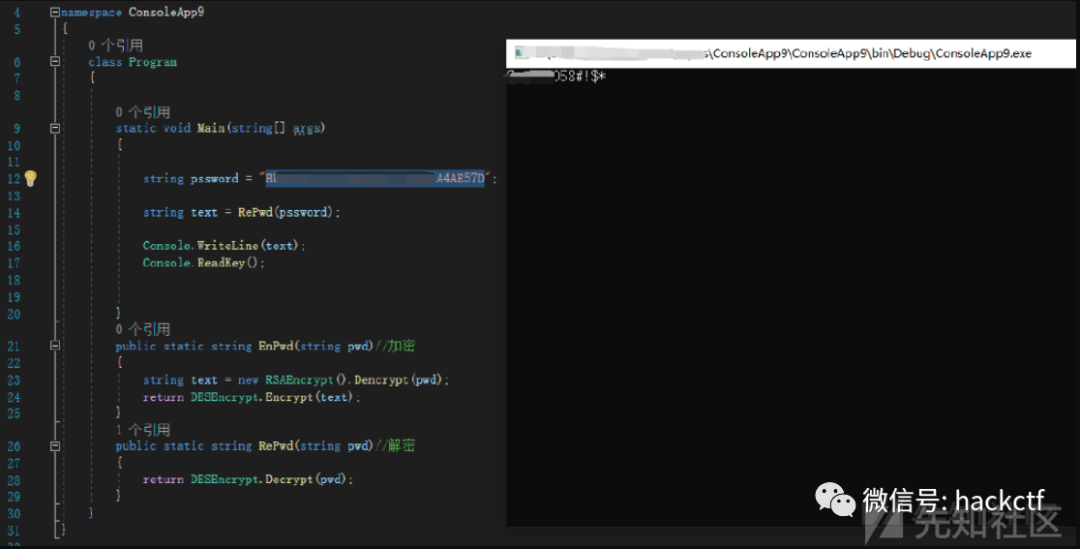 4 namespace ConsoleApp9
5 {
0 个引用
6 class Program
7 {
8
0 个引用
9 static void Main(string[] args)
10 {
11
12 string pssword = "B A4AE57D";
13
14 string text = RePwd(pssword);
15
16 Console.WriteLine(text);
17 Console.ReadKey();
18
19
20 }
0 个引用
21 public static string EnPwd(string pwd)//加密
22 {
23 string text = new RSAEncrypt().Dencrypt(pwd);
24 return DESEncrypt.Encrypt(text);
25 }
1 个引用
26 public static string RePwd(string pwd)//解密
27 {
28 return DESEncrypt.Decrypt(pwd);
29 }
30 }
31 }
\ConsoleApp9\ConsoleApp9\bin\Debug\ConsoleApp9.exe
058#!$*
微信号: hackctf
先知社区